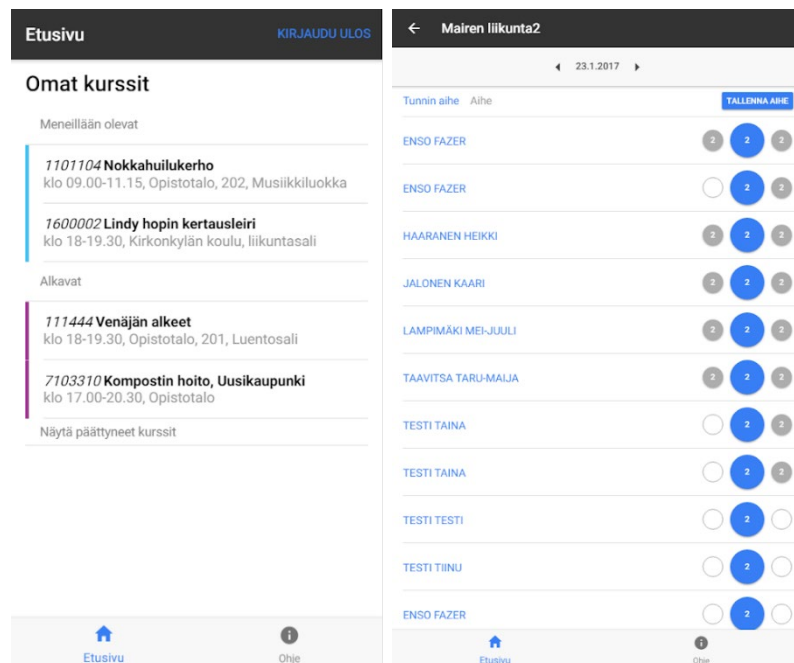 Etusivu
KIRJAUDU ULOS
Omat kurssit
Meneillään olevat
1101104 Nokkahuilukerho
klo 09.00-11.15, Opistotalo, 202, Musiikkiluokka
1600002 Lindy hopin kertausleiri
klo 18-19.30, Kirkonkylän koulu, liikuntasali
Alkavat
111444 Venäjän alkeet
klo 18-19.30, Opistotalo, 201, Luentosali
7103310 Kompostin hoito, Uusikaupunki
klo 17.00-20.30, Opistotalo
Näytä päättyneet kurssit
Etusivu
Ohje
Mairen liikunta2
23.1.2017
Tunnin aihe Aihe TALLENNA AIHE
ENSO FAZER 2 2 2
ENSO FAZER 2 2
HAARANEN HEIKKI 2 2 2
JALONEN KAARI 2 2 2
LAMPIMÄKI MEI-JUULI 2 2 2
TAAVITSA TARU-MAIJA 2 2 2
TESTI TAINA 2 2
TESTI TAINA 2 2
TESTI TESTI 2
TESTI TIINU 2
ENSO FAZER 2
Etusivu
Ohje